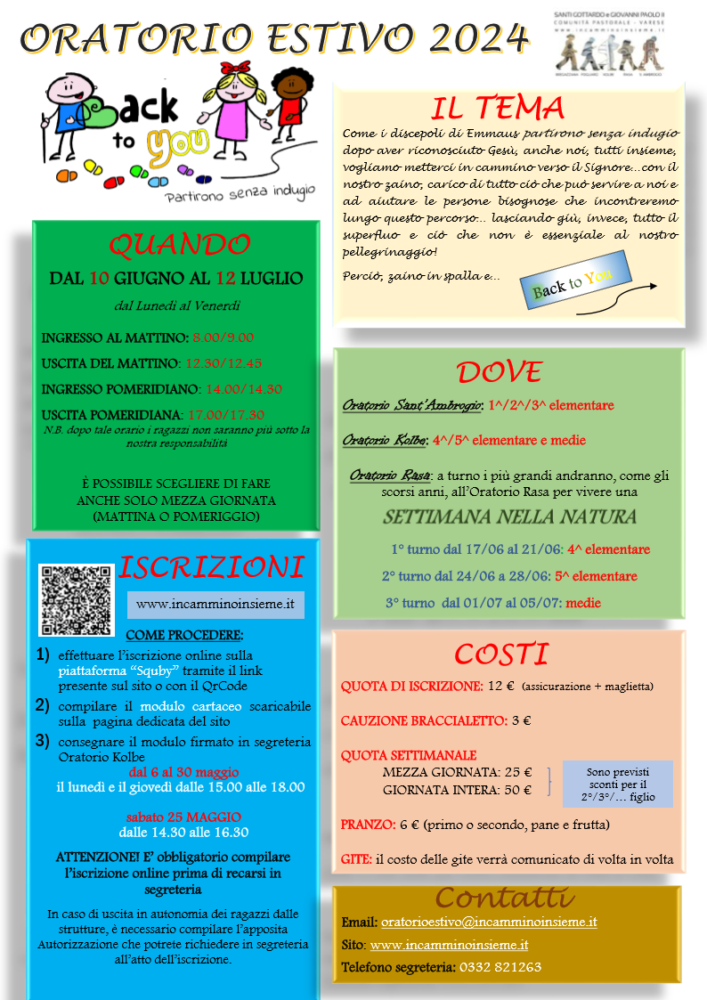 ORATORIO ESTIVO 2024
SANTI GOTTARDO e GIOVANNI PAOLO II
COMUNITÀ PASTORALE - VARESE
www.incamminoinsieme.it
Back
to you
Partirono senza indugio
IL TEMA
Come i discepoli di Emmaus partirono senza indugio
dopo aver riconosciuto Gesù, anche noi, tutti insieme,
vogliamo metterci in cammino verso il Signore...con il
nostro zaino, carico di tutto ciò che può servire a noi e
ad aiutare le persone bisognose che incontreremo
lungo questo percorso... lasciando giù, invece, tutto il
superfluo e ciò che non è essenziale al nostro
pellegrinaggio!
Perciò, zaino in spalla e...
Back to You
QUANDO
DAL 10 GIUGNO AL 12 LUGLIO
dal Lunedì al Venerdì
INGRESSO AL MATTINO: 8.00/9.00
USCITA DEL MATTINO: 12.30/12.45
INGRESSO POMERIDIANO: 14.00/14.30
USCITA POMERIDIANA: 17.00/17.30
N.B. dopo tale orario i ragazzi non saranno più sotto la
nostra responsabilità
È POSSIBILE SCEGLIERE DI FARE
ANCHE SOLO MEZZA GIORNATA
(MATTINA O POMERIGGIO)
DOVE
Oratorio Sant'Ambrogio: 1^/2^/3^ elementare
Oratorio Kolbe: 4^/5^ elementare e medie
Oratorio Rasa: a turno i più grandi andranno, come gli
scorsi anni, all'Oratorio Rasa per vivere una
SETTIMANA NELLA NATURA
1° turno dal 17/06 al 21/06: 4^ elementare
2° turno dal 24/06 a 28/06: 5^ elementare
3° turno dal 01/07 al 05/07: medie
ISCRIZIONI
www.incamminoinsieme.it
COME PROCEDERE:
1) effettuare l'iscrizione online sulla
piattaforma "Squby" tramite il link
presente sul sito o con il QrCode
2) compilare il modulo cartaceo scaricabile
sulla pagina dedicata del sito
3) consegnare il modulo firmato in segreteria
Oratorio Kolbe
dal 6 al 30 maggio
il lunedì e il giovedì dalle 15.00 alle 18.00
sabato 25 MAGGIO
dalle 14.30 alle 16.30
ATTENZIONE! E' obbligatorio compilare
l'iscrizione online prima di recarsi in
segreteria
In caso di uscita in autonomia dei ragazzi dalle
strutture, è necessario compilare l'apposita
Autorizzazione che potrete richiedere in segreteria
all'atto dell'iscrizione.
COSTI
QUOTA DI ISCRIZIONE: 12 € (assicurazione + maglietta)
CAUZIONE BRACCIALETTO: 3 €
QUOTA SETTIMANALE
MEZZA GIORNATA: 25 €
GIORNATA INTERA: 50 €
Sono previsti
sconti per il
2°/3°/... figlio
PRANZO: 6 € (primo o secondo, pane e frutta)
GITE: il costo delle gite verrà comunicato di volta in volta
Contatti
Email: oratorioestivo@incamminoinsieme.it
Sito: www.incamminoinsieme.it
Telefono segreteria: 0332 821263